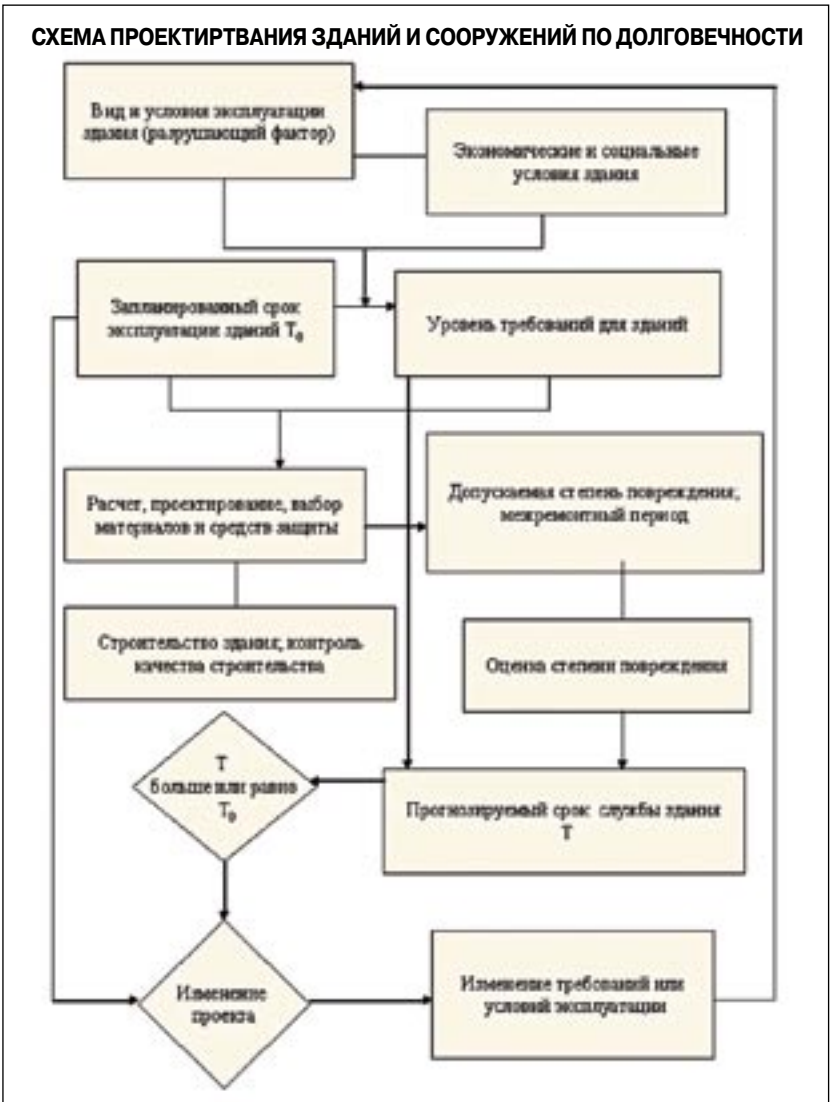 СХЕМА ПРОЕКТИРТВАНИЯ ЗДАНИЙ И СООРУЖЕНИЙ ПО ДОЛГОВЕЧНОСТИ
Вид и условия эксплуатации
здания (разрушающий фактор)
Экономические и социальные
условия здания
Запланированный срок
эксплуатации зданий T₀
Уровень требований для зданий
Расчет, проектирование, выбор
материалов и средств защиты
Допускаемая степень повреждения,
межремонтный период
Строительство здания, контроль
качества строительства
Оценка степени повреждения
T
больше или равно
T₀
Прогнозируемый срок службы здания
T
Изменение
проекта
Изменение требований или
условий эксплуатации